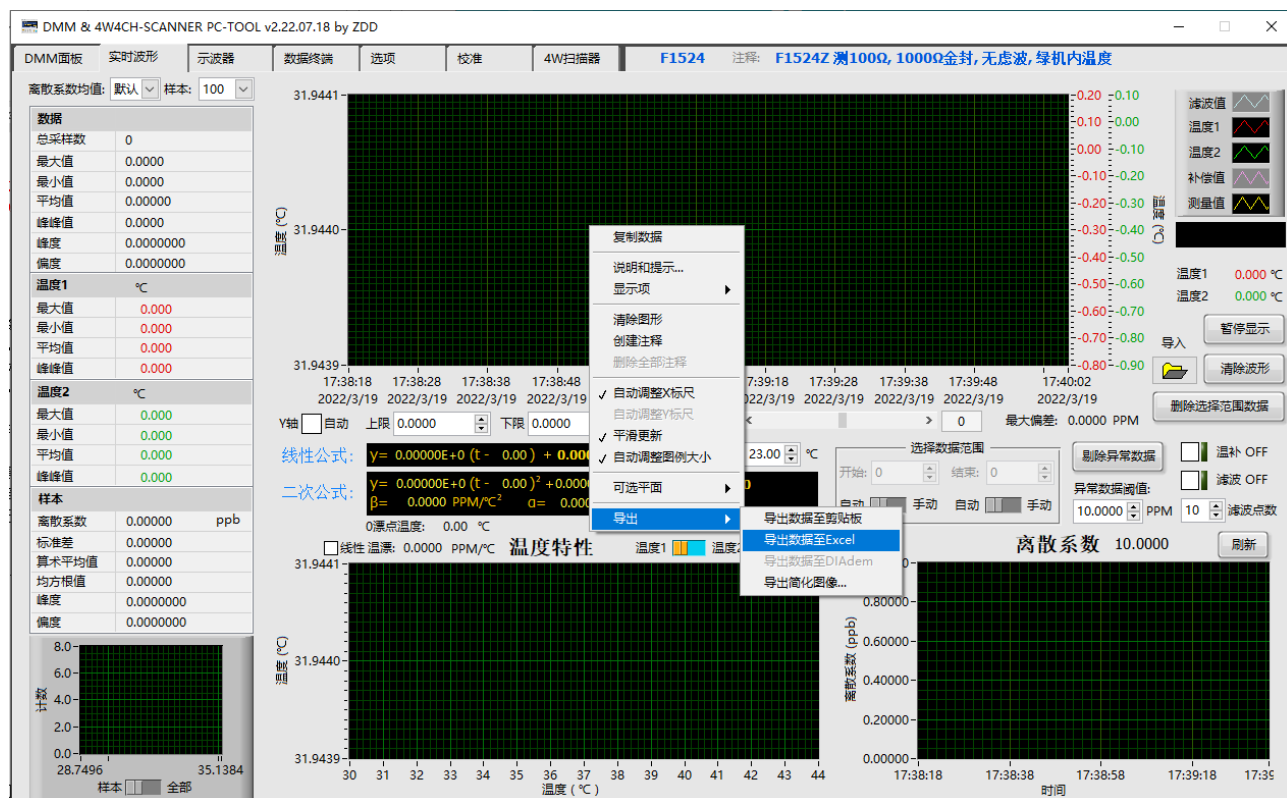 DMM & 4W4CH-SCANNER PC-TOOL v2.22.07.18 by ZDD
DMM面板 实时波形 示波器 数据终端 选项 校准 4W扫描器 F1524 注释: F1524Z 测100Ω, 1000Ω金封, 无虑波, 绿机内温度
离散系数均值: 默认 样本: 100
数据
总采样数 0
最大值 0.0000
最小值 0.0000
平均值 0.00000
峰峰值 0.0000
峰度 0.0000000
偏度 0.0000000
温度1 ℃
最大值 0.000
最小值 0.000
平均值 0.000
峰峰值 0.000
温度2 ℃
最大值 0.000
最小值 0.000
平均值 0.000
峰峰值 0.000
样本
离散系数 0.00000 ppb
标准差 0.00000
算术平均值 0.00000
均方根值 0.00000
峰度 0.0000000
偏度 0.0000000
8.0
6.0
4.0
2.0
0.0
计数
28.7496 35.1384
样本 全部
31.9441
31.9440
31.9439
温度 (℃)
17:38:18 17:38:28 17:38:38 17:38:48 17:39:18 17:39:28 17:39:38 17:39:48 17:40:02
2022/3/19 2022/3/19 2022/3/19 2022/3/19 022/3/19 2022/3/19 2022/3/19 2022/3/19 2022/3/19
0.20 0.10
0.10 0.00
0.00 -0.10
-0.10 -0.20
-0.20 -0.30
-0.30 -0.40
-0.40 -0.50
-0.50 -0.60
-0.60 -0.70
-0.70 -0.80
-0.80 -0.90
温度 (℃)
滤波值
温度1
温度2
补偿值
测量值
温度1 0.000 ℃
温度2 0.000 ℃
暂停显示
导入
清除波形
删除选择范围数据
复制数据
说明和提示...
显示项
清除图形
创建注释
删除全部注释
自动调整X标尺
自动调整Y标尺
平滑更新
自动调整图例大小
可选平面
导出
导出数据至剪贴板
导出数据至Excel
导出数据至DIAdem
导出简化图像...
Y轴 自动 上限 0.0000 下限 0.0000 0 最大偏差: 0.0000 PPM
线性公式: y= 0.00000E+0 (t - 0.00 ) + 0.000 23.00 ℃
二次公式: y= 0.00000E+0 (t - 0.00 )² +0.0000
β= 0.0000 PPM/℃² α= 0.00
0漂点温度: 0.00 ℃
选择数据范围
开始: 0 结束: 0
自动 手动 自动 手动
剔除异常数据 温补 OFF
异常数据阈值: 滤波 OFF
10.0000 PPM 10 滤波点数
线性 温漂: 0.0000 PPM/℃ 温度特性 温度1 温度2
离散系数 10.0000 刷新
31.9441
31.9440
31.9439
温度 (℃)
30 31 32 33 34 35 36 37 38 39 40 41 42 43 44
温度 (℃)
0.80000
0.60000
0.40000
0.20000
0.00000
离散系数 (ppb)
17:38:18 17:38:38 17:38:58 17:39:18 17:39
时间